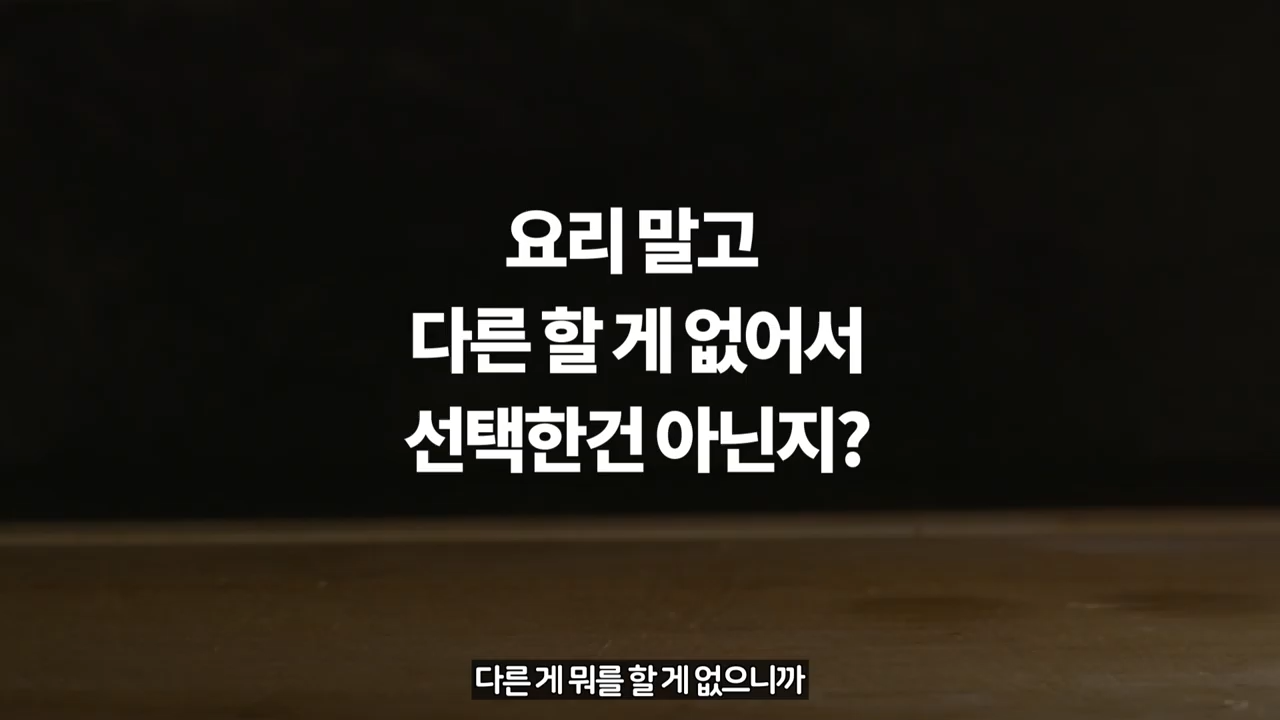 요리 말고
다른 할 게 없어서
선택한건 아닌지?
다른 게 뭐를 할 게 없으니까